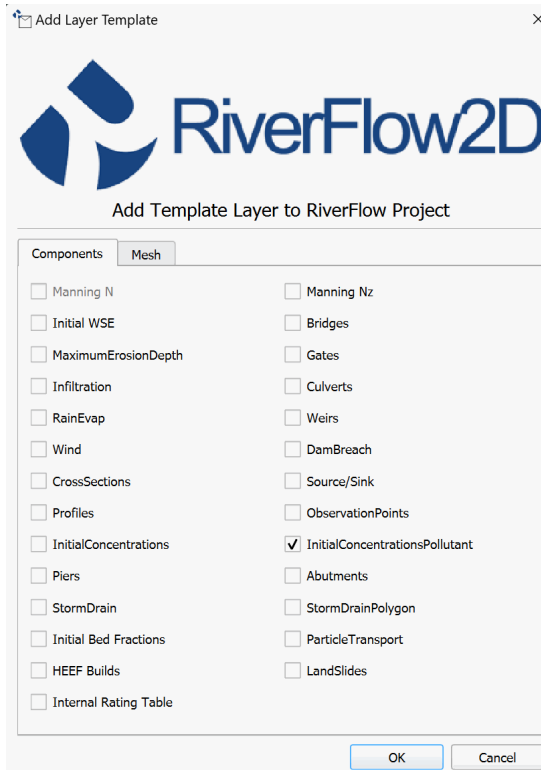 Add Layer Template
RiverFlow2D
Add Template Layer to RiverFlow Project
Components Mesh
Manning N Manning Nz
Initial WSE Bridges
MaximumErosionDepth Gates
Infiltration Culverts
RainEvap Weirs
Wind DamBreach
CrossSections Source/Sink
Profiles ObservationPoints
InitialConcentrations InitialConcentrationsPollutant
Piers Abutments
StormDrain StormDrainPolygon
Initial Bed Fractions ParticleTransport
HEEF Builds LandSlides
Internal Rating Table
OK Cancel